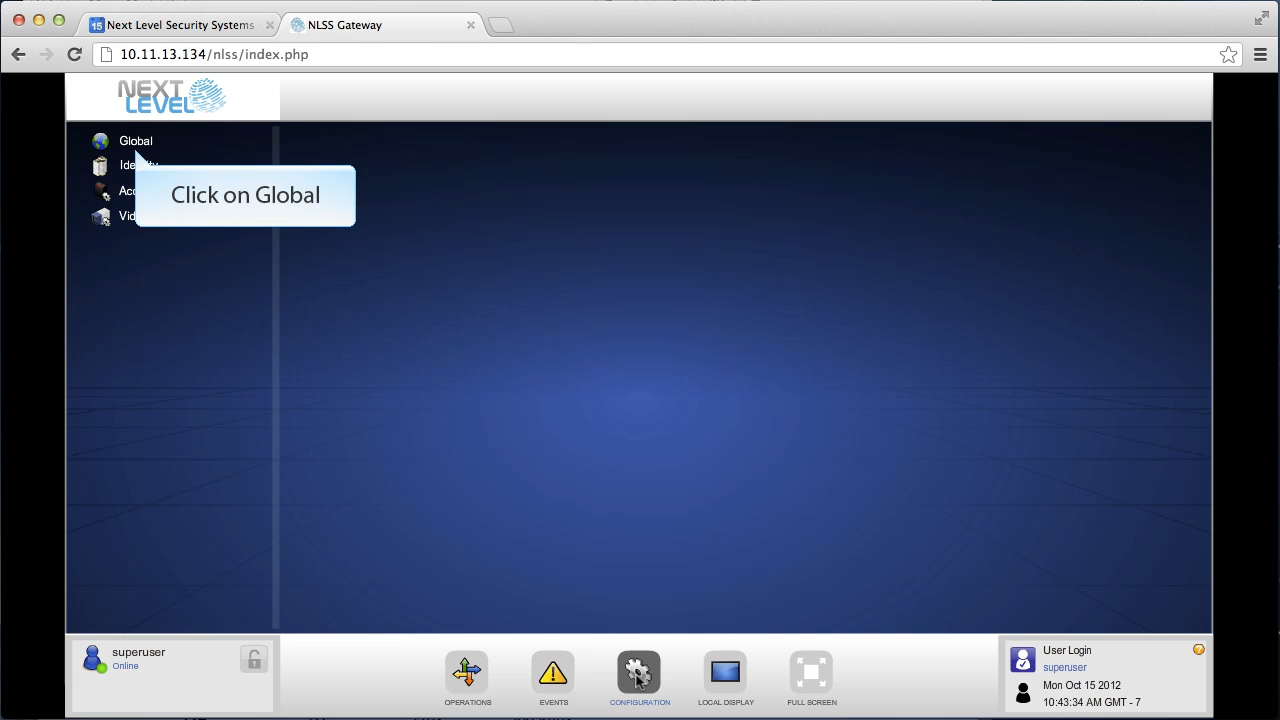 15 Next Level Security Systems
NLSS Gateway
10.11.13.134/nlss/index.php
NEXT
LEVEL
Global
Click on Global
superuser
Online
OPERATIONS
EVENTS
CONFIGURATION
LOCAL DISPLAY
FULL SCREEN
User Login
superuser
Mon Oct 15 2012
10:43:34 AM GMT - 7